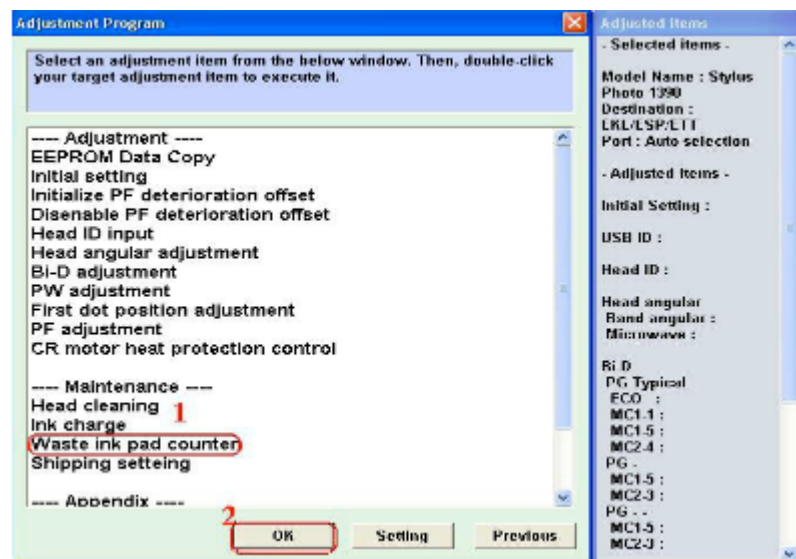 Adjustment Program
Select an adjustment item from the below window. Then, double-click
your target adjustment item to execute it.
---- Adjustment ----
EEPROM Data Copy
Initial setting
Initialize PF deterioration offset
Disenable PF deterioration offset
Head ID input
Head angular adjustment
Bi-D adjustment
PW adjustment
First dot position adjustment
PF adjustment
CR motor heat protection control
---- Maintenance ----
Head cleaning
1
Ink charge
Waste ink pad counter
Shipping setteing
---- Appendix ----
2
OK
Setting
Previous
Adjusted Items
- Selected items -
Model Name : Stylus
Photo 1390
Destination :
EKL/ESP/ETT
Port : Auto selection
- Adjusted Items -
Initial Setting :
USB ID :
Head ID :
Head angular
Band angular :
Microwave :
Bi-D
PG Typical
ECO :
MC1-1 :
MC1-5 :
MC2-4 :
PG -
MC1-5 :
MC2-3 :
PG - -
MC1-5 :
MC2-3 :